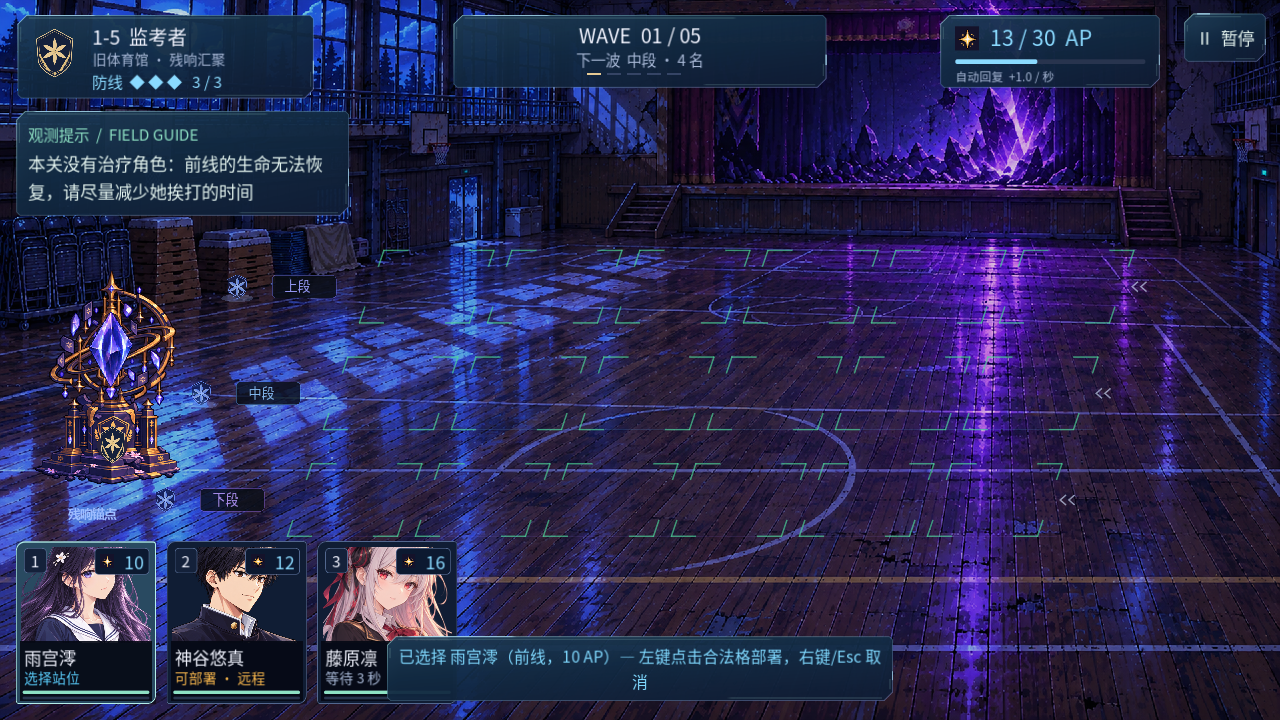 1-5 监考者
旧体育馆 · 残响汇聚
防线 3 / 3
WAVE 01 / 05
下一波 中段 · 4 名
13 / 30 AP
自动回复 +1.0 / 秒
暂停
观测提示 / FIELD GUIDE
本关没有治疗角色：前线的生命无法恢
复，请尽量减少她挨打的时间
上段
中段
下段
残响锚点
1
10
雨宫澪
选择站位
2
12
神谷悠真
可部署 · 远程
3
16
藤原凛
等待 3 秒
已选择 雨宫澪（前线，10 AP）— 左键点击合法格部署，右键/Esc 取
消